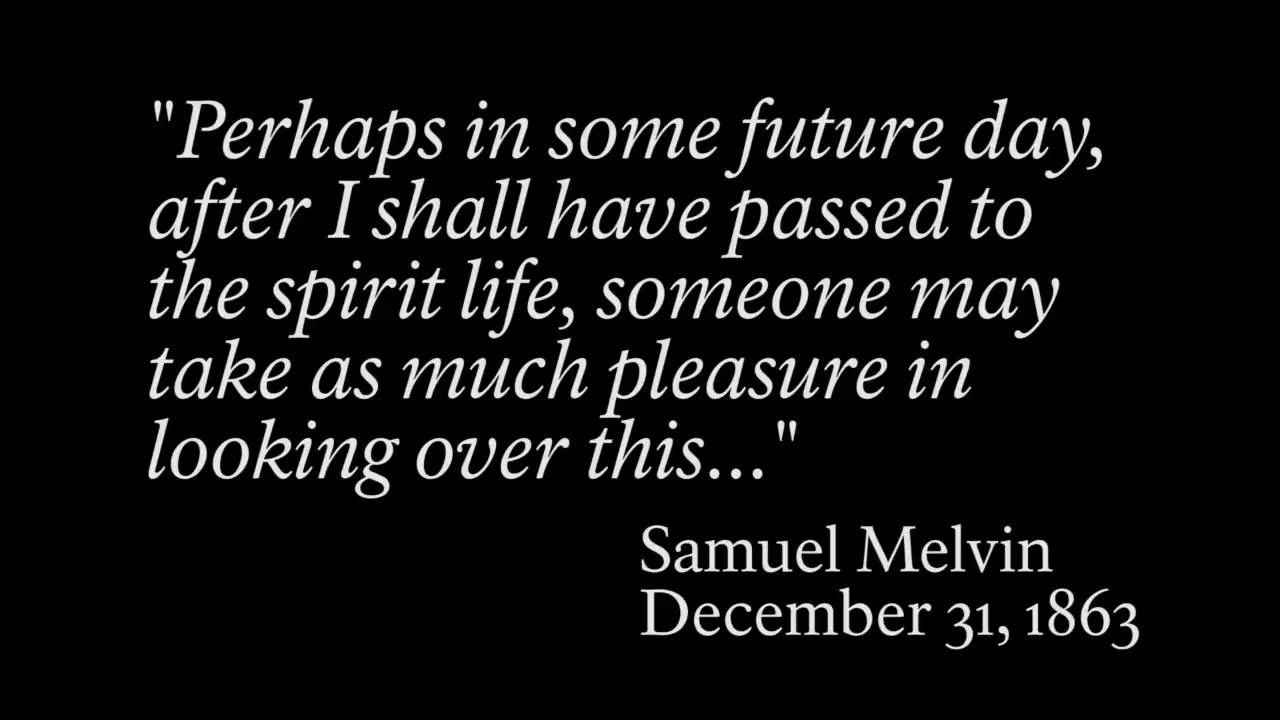 "Perhaps in some future day,
after I shall have passed to
the spirit life, someone may
take as much pleasure in
looking over this..."
Samuel Melvin
December 31, 1863